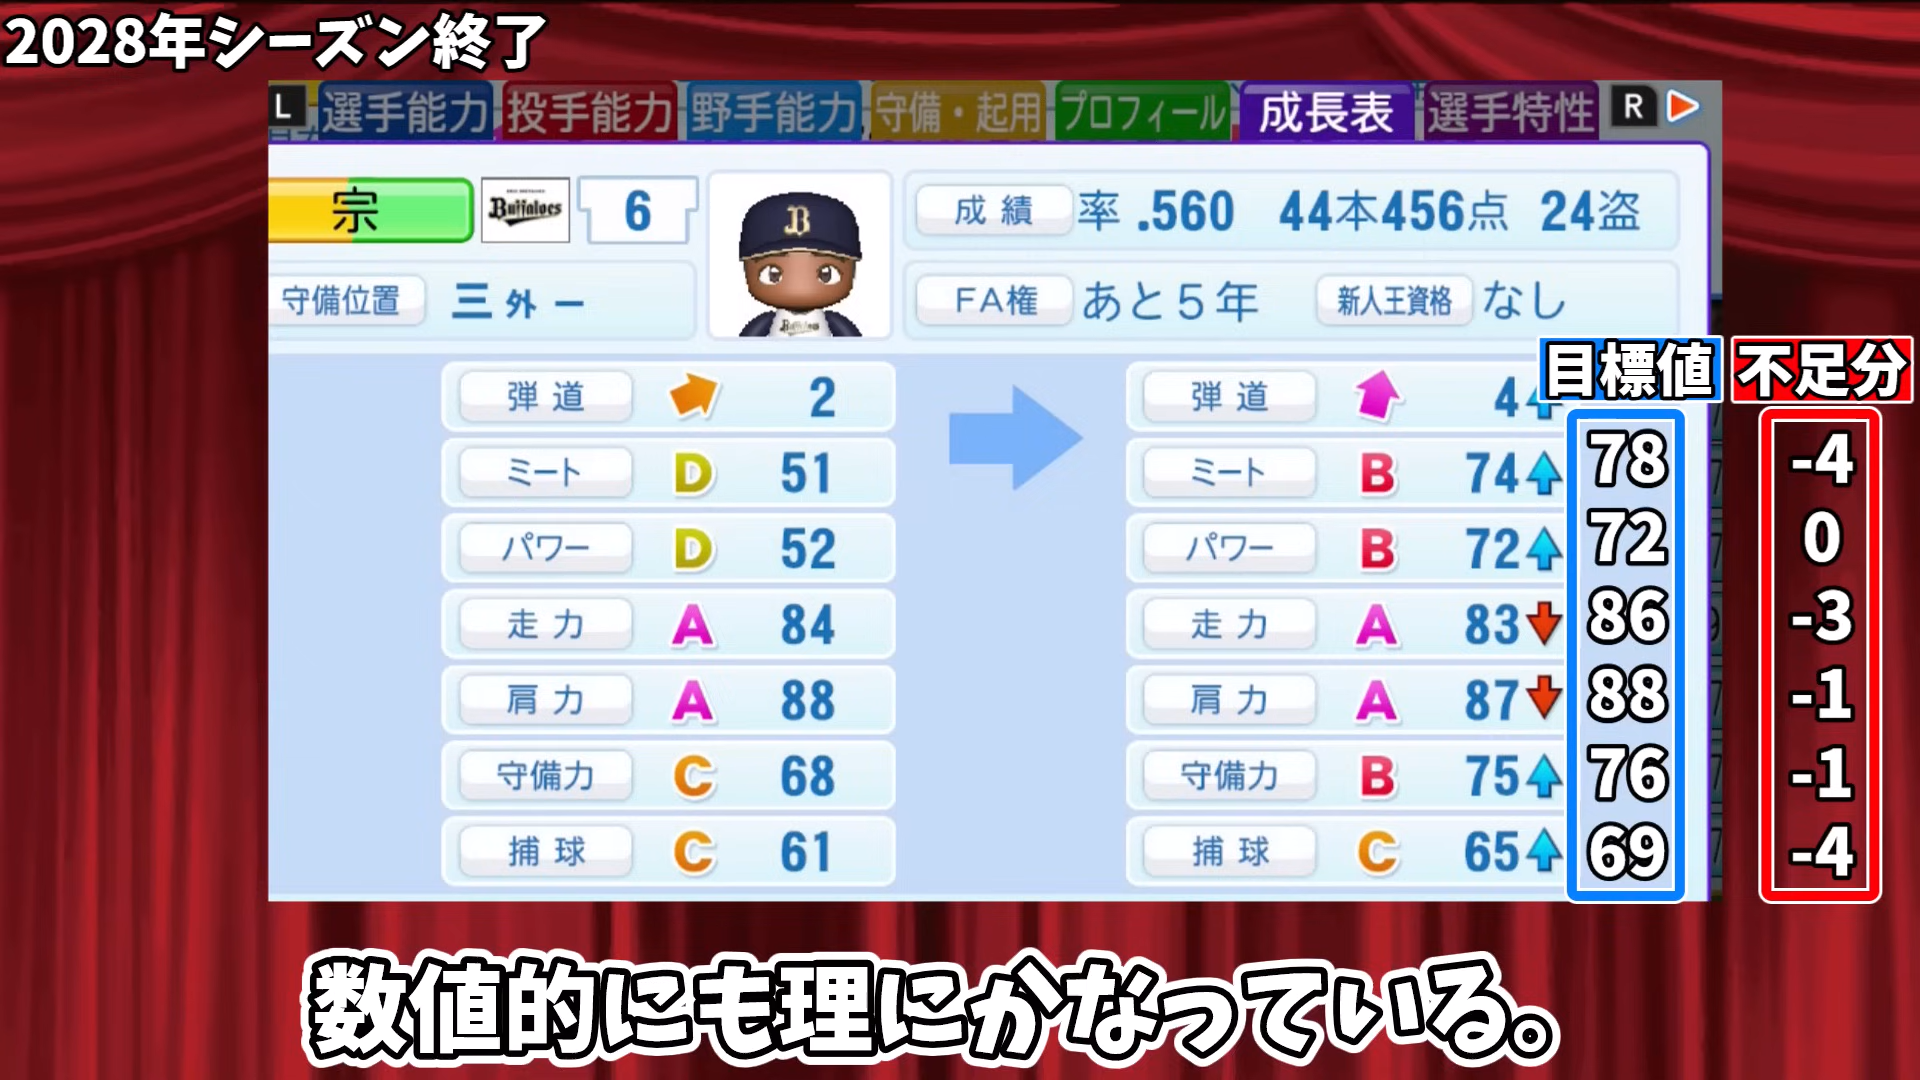 2028年シーズン終了
L 選手能力 投手能力 野手能力 守備・起用 プロフィール 成長表 選手特性 R
宗 Buffaloes 6 成績 率 .560 44本456点 24盗
守備位置 三 外 一 FA権 あと5年 新人王資格 なし
B
Buffaloes
目標値 不足分
弾道 2 弾道 4
ミート D 51 ミート B 74 78 -4
パワー D 52 パワー B 72 72 0
走力 A 84 走力 A 83 86 -3
肩力 A 88 肩力 A 87 88 -1
守備力 C 68 守備力 B 75 76 -1
捕球 C 61 捕球 C 65 69 -4
数値的にも理にかなっている。